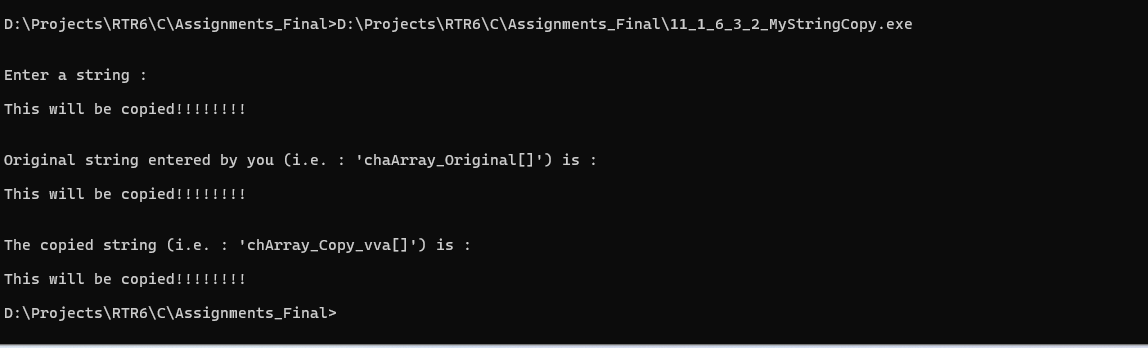 D:\Projects\RTR6\C\Assignments_Final>D:\Projects\RTR6\C\Assignments_Final\11_1_6_3_2_MyStringCopy.exe
Enter a string :
This will be copied!!!!!!!!
Original string entered by you (i.e. : 'chaArray_Original[]') is :
This will be copied!!!!!!!!
The copied string (i.e. : 'chArray_Copy_vva[]') is :
This will be copied!!!!!!!!
D:\Projects\RTR6\C\Assignments_Final>